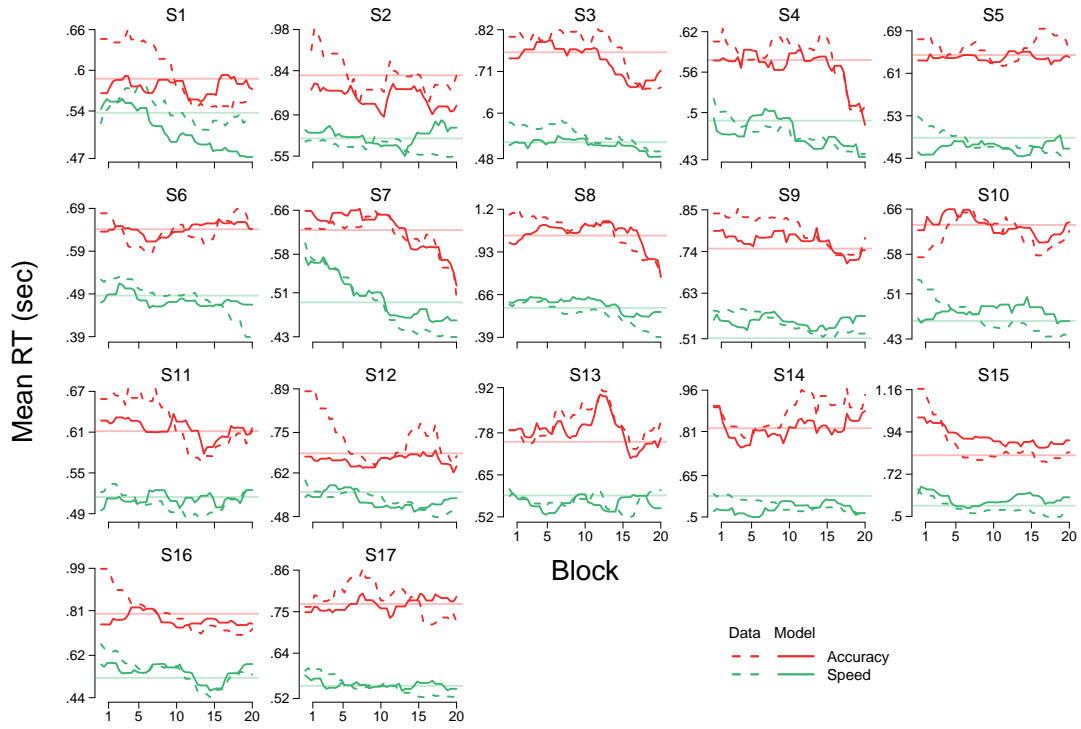 S1 S2 S3 S4 S5
.66 .98 .82 .62 .69
.6 .84 .71 .56 .61
.54 .69 .6 .5 .53
.47 .55 .48 .43 .45
S6 S7 S8 S9 S10
.69 .66 1.2 .85 .66
.59 .58 .93 .74 .58
.49 .51 .66 .63 .51
.39 .43 .39 .51 .43
S11 S12 S13 S14 S15
.67 .89 .92 .96 1.16
.61 .75 .78 .81 .94
.55 .62 .65 .65 .72
.49 .48 .52 .5 .5
1 5 10 15 20 1 5 10 15 20 1 5 10 15 20
S16 S17
.99 .86
.81 .75
.62 .64
.44 .52
1 5 10 15 20 1 5 10 15 20
Mean RT (sec)
Block
Data Model
Accuracy
Speed